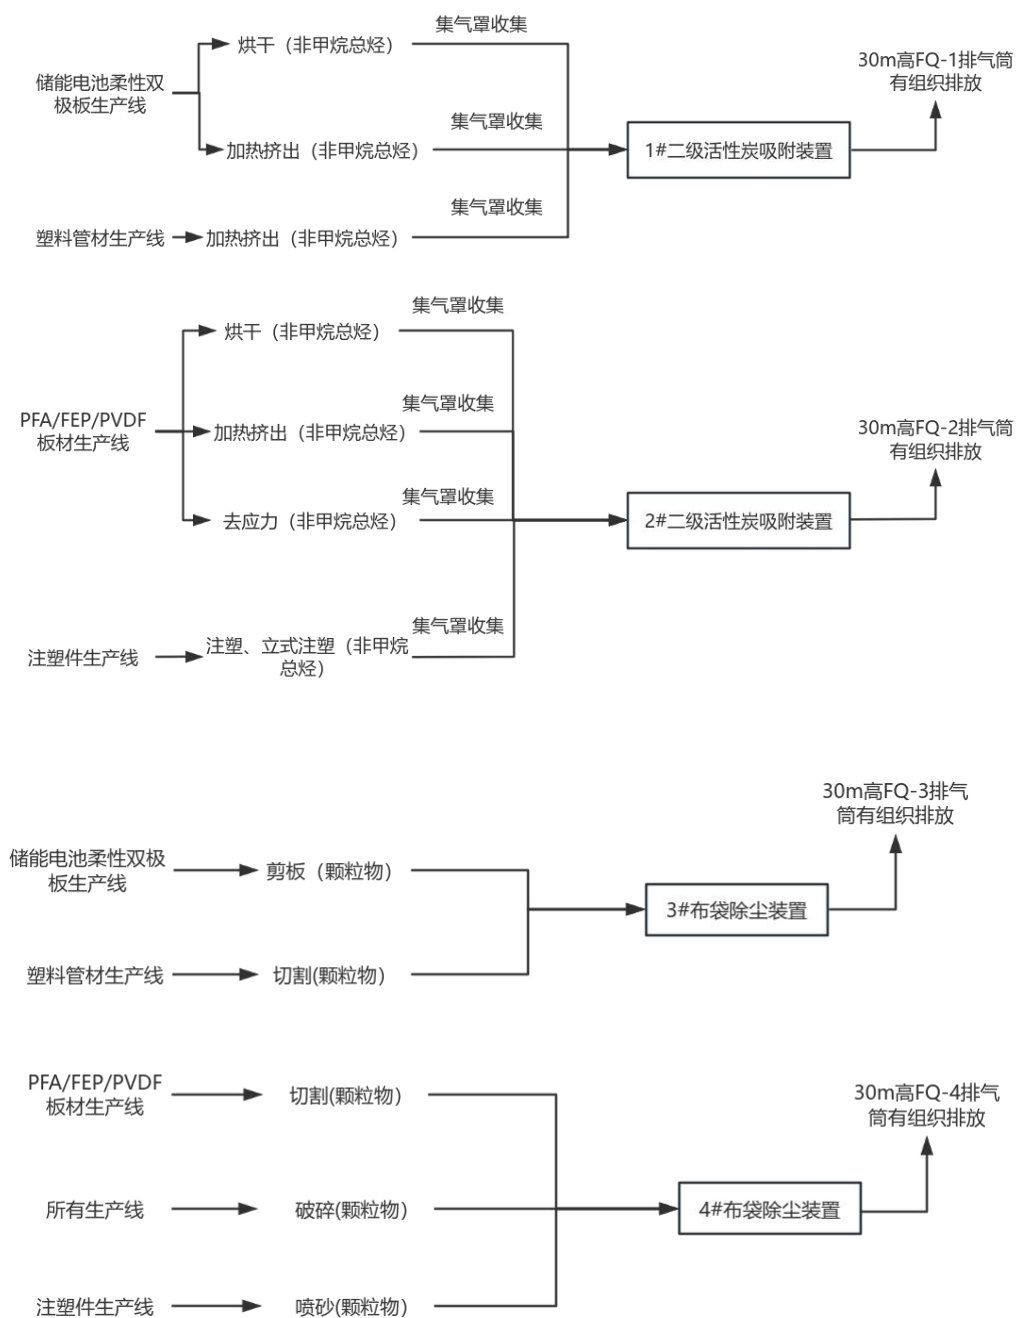 集气罩收集
烘干（非甲烷总烃）
30m高FQ-1排气筒
有组织排放
储能电池柔性双
极板生产线
集气罩收集
加热挤出（非甲烷总烃）
1#二级活性炭吸附装置
集气罩收集
塑料管材生产线
加热挤出（非甲烷总烃）
集气罩收集
烘干（非甲烷总烃）
集气罩收集
PFA/FEP/PVDF
板材生产线
加热挤出（非甲烷总烃）
30m高FQ-2排气筒
有组织排放
集气罩收集
去应力（非甲烷总烃）
2#二级活性炭吸附装置
集气罩收集
注塑件生产线
注塑、立式注塑（非甲烷
总烃）
30m高FQ-3排气
筒有组织排放
储能电池柔性双极
板生产线
剪板（颗粒物）
3#布袋除尘装置
塑料管材生产线
切割(颗粒物）
PFA/FEP/PVDF
板材生产线
切割(颗粒物）
30m高FQ-4排气
筒有组织排放
所有生产线
破碎(颗粒物）
4#布袋除尘装置
注塑件生产线
喷砂(颗粒物）